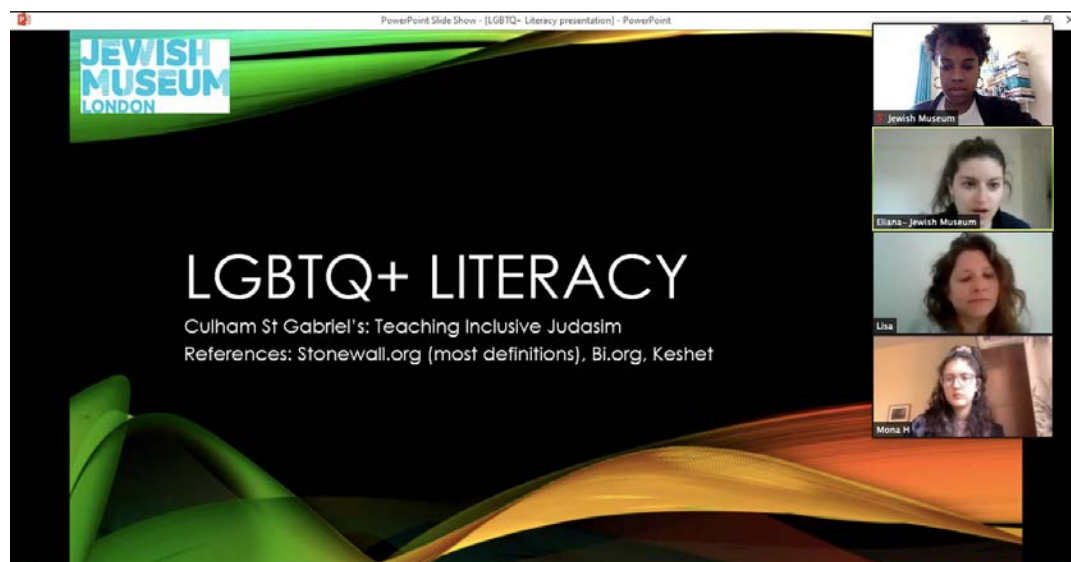 PowerPoint Slide Show - [LGBTQ+ Literacy presentation] - PowerPoint
JEWISH
MUSEUM
LONDON
Jewish Museum
Eliana- Jewish Museum
LGBTQ+ LITERACY
Culham St Gabriel's: Teaching Inclusive Judasim
References: Stonewall.org (most definitions), Bi.org, Keshet
Lisa
Mona H